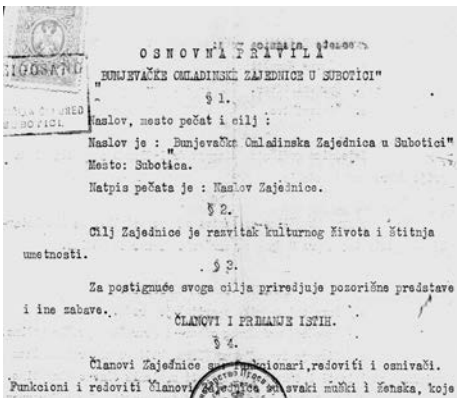 OSNOVNA PRAVILA
"BUNJEVAČKE OMLADINSKE ZAJEDNICE U SUBOTICI"
§ 1.
Naslov, mesto pečat i cilj :
Naslov je : "Bunjevačka Omladinska Zajednica u Subotici"
Mesto: Subotica.
Natpis pečata je : Naslov Zajednice.
§ 2.
Cilj Zajednice je razvitak kulturnog života i štitnja
umetnosti.
§ 3.
Za postignuće svoga cilja priredjuje pozorišne predstave
i ine zabave.
ČLANOVI I PRIMANJE ISTIH.
§ 4.
Članovi Zajednice su: funkcionari, redoviti i osnivači.
Funkcioni i redoviti članovi Zajednice su svaki muški i ženska, koje